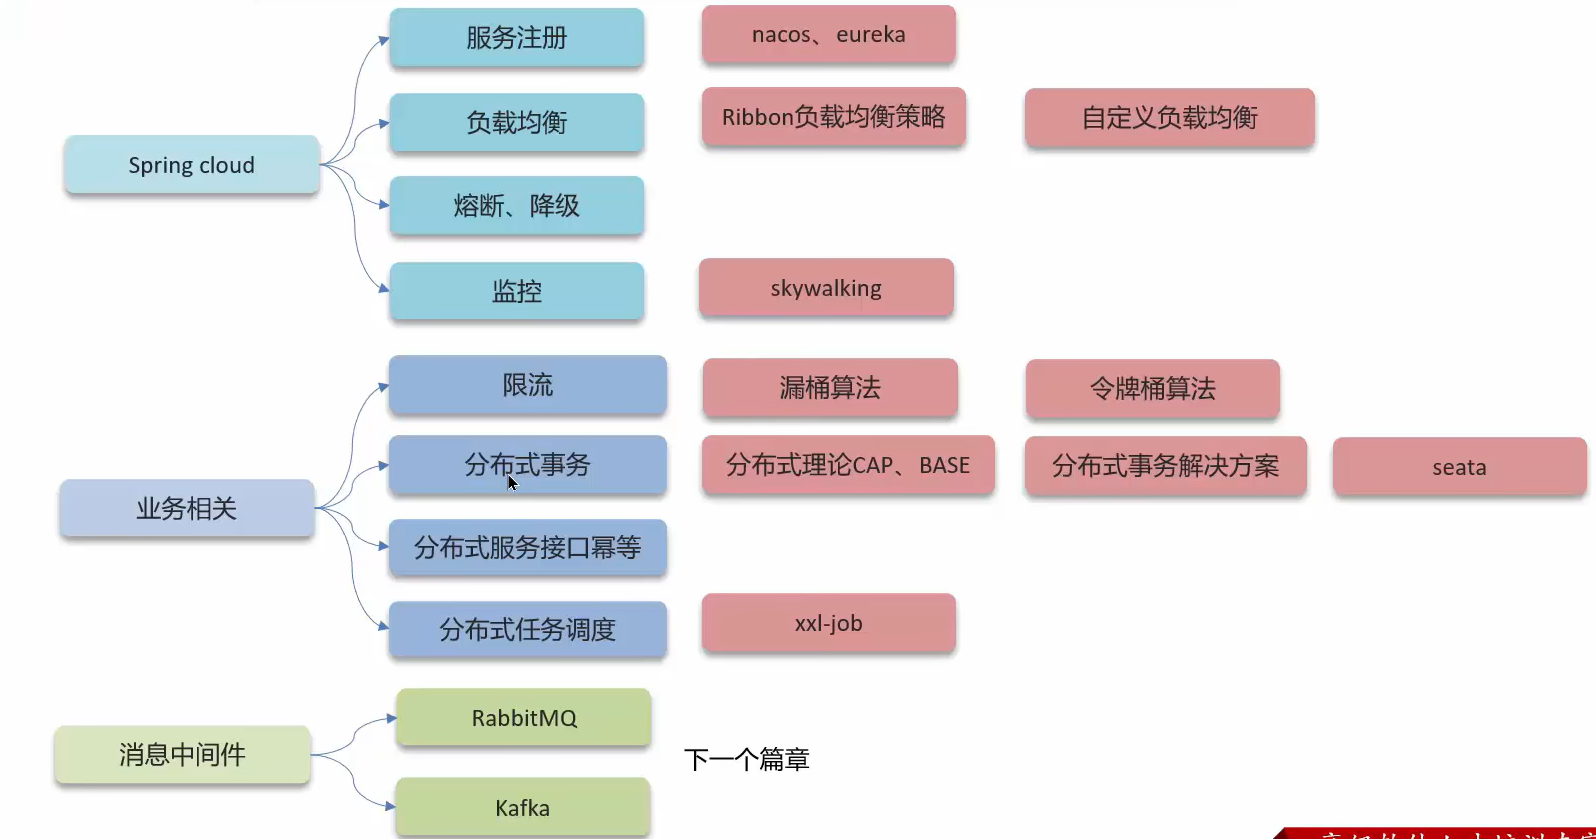 服务注册
nacos、eureka
负载均衡
Ribbon负载均衡策略
自定义负载均衡
Spring cloud
熔断、降级
监控
skywalking
限流
漏桶算法
令牌桶算法
分布式事务
分布式理论CAP、BASE
分布式事务解决方案
seata
业务相关
分布式服务接口幂等
分布式任务调度
xxl-job
RabbitMQ
消息中间件
下一个篇章
Kafka